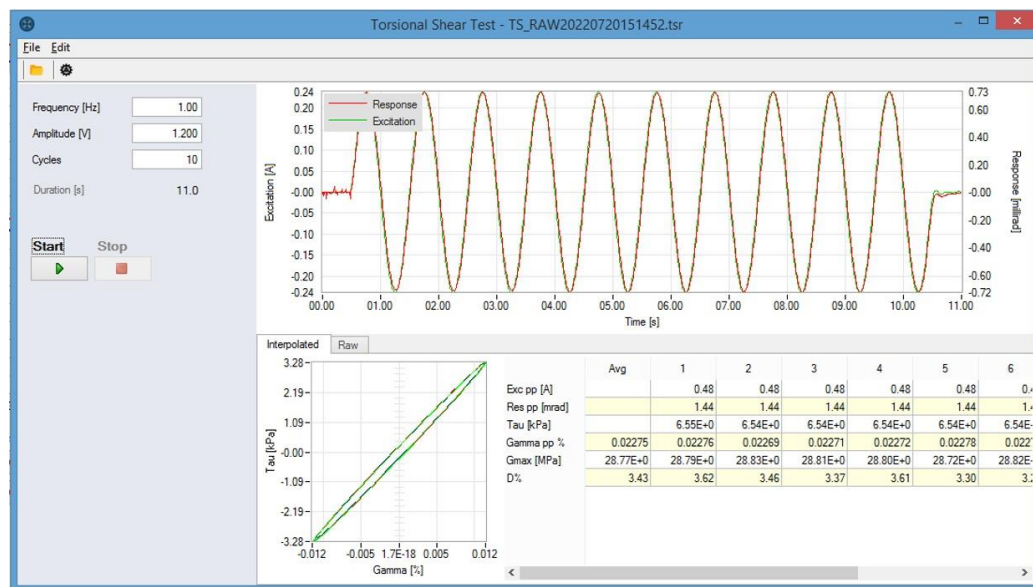 Torsional Shear Test - TS_RAW20220720151452.tsr
File Edit
Frequency [Hz] 1.00
Amplitude [V] 1.200
Cycles 10
Duration [s] 11.0
Start Stop
Response
Excitation
0.24
0.20
0.15
0.10
0.05
-0.00
-0.05
-0.10
-0.15
-0.20
-0.24
Excitation [A]
0.73
0.60
0.40
0.20
-0.00
-0.20
-0.40
-0.60
-0.72
Response [millirad]
00.00 01.00 02.00 03.00 04.00 05.00 06.00 07.00 08.00 09.00 10.00 11.00
Time [s]
Interpolated Raw
3.28
2.19
1.09
-0.00
-1.09
-2.19
-3.28
Tau [kPa]
-0.012 -0.005 1.7E-18 0.005 0.012
Gamma [%]
Avg 1 2 3 4 5 6
Exc pp [A] 0.48 0.48 0.48 0.48 0.48 0.4
Res pp [mrad] 1.44 1.44 1.44 1.44 1.44 1.4
Tau [kPa] 6.55E+0 6.54E+0 6.54E+0 6.54E+0 6.54E+0 6.54E+
Gamma pp % 0.02275 0.02276 0.02269 0.02271 0.02272 0.02278 0.0227
Gmax [MPa] 28.77E+0 28.79E+0 28.83E+0 28.81E+0 28.80E+0 28.72E+0 28.82E+
D% 3.43 3.62 3.46 3.37 3.61 3.30 3.2